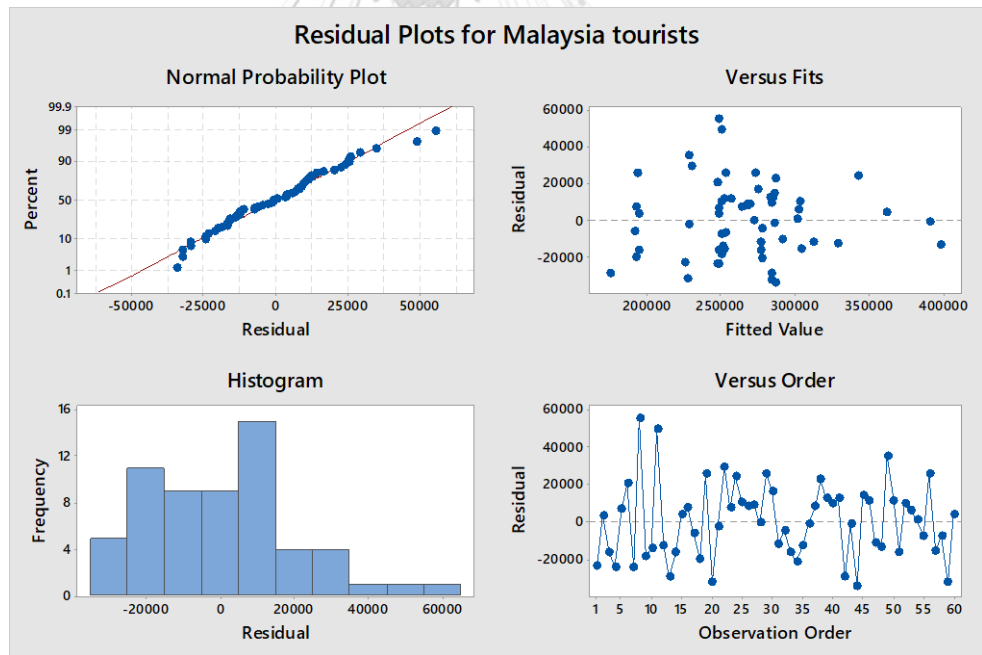 Residual Plots for Malaysia tourists
Normal Probability Plot
99.9
99
90
50
10
1
0.1
Percent
-50000 -25000 0 25000 50000
Residual
Versus Fits
60000
40000
20000
0
-20000
Residual
200000 250000 300000 350000 400000
Fitted Value
Histogram
16
12
8
4
0
Frequency
-20000 0 20000 40000 60000
Residual
Versus Order
60000
40000
20000
0
-20000
Residual
1 5 10 15 20 25 30 35 40 45 50 55 60
Observation Order